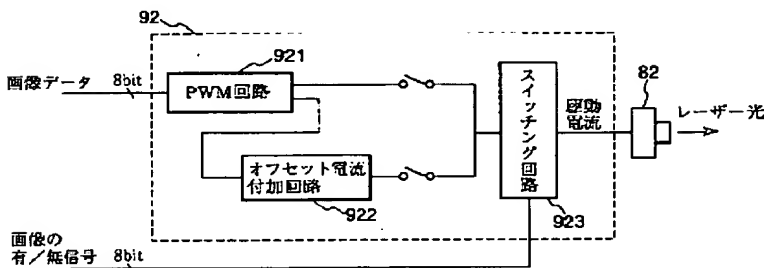 92
921
画像データ 8bit
PWM回路
スイッチング回路
駆動電流
82
レーザー光
オフセット電流付加回路
922
923
画像の
有／無信号 8bit